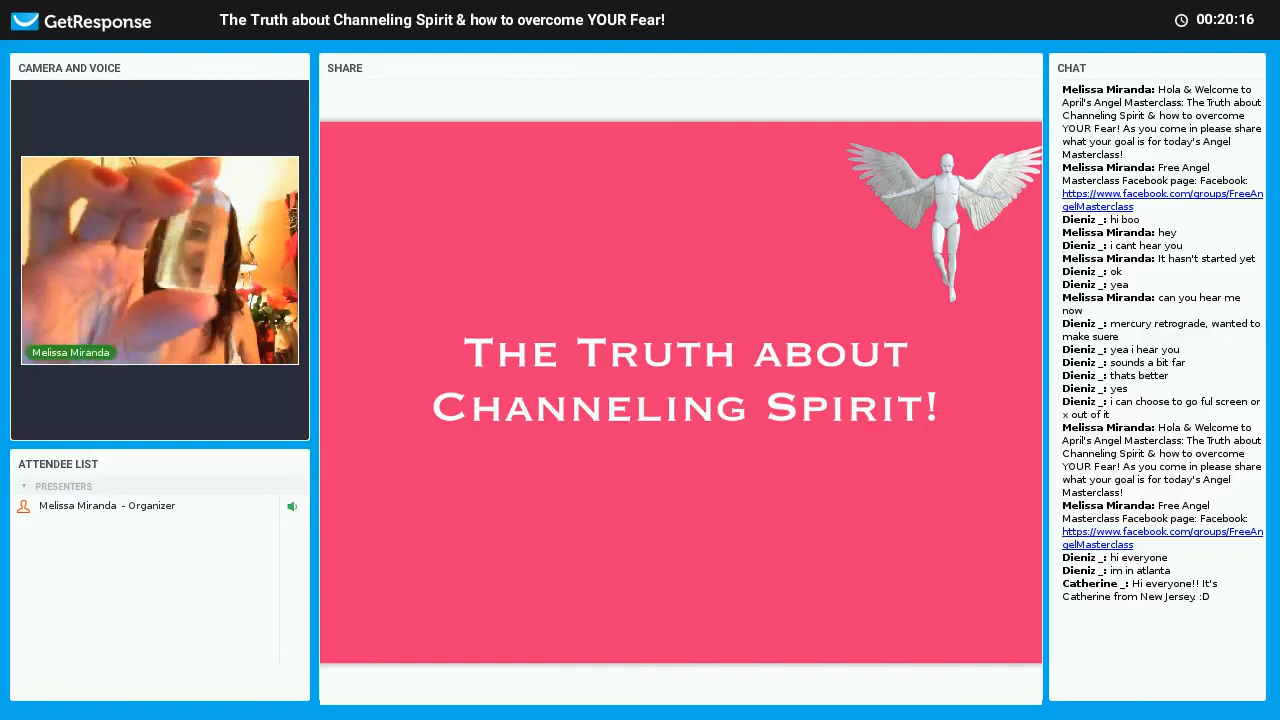 GetResponse
The Truth about Channeling Spirit & how to overcome YOUR Fear!
00:20:16
CAMERA AND VOICE
Melissa Miranda
ATTENDEE LIST
PRESENTERS
Melissa Miranda - Organizer
SHARE
The Truth about
Channeling Spirit!
CHAT
Melissa Miranda: Hola & Welcome to
April's Angel Masterclass: The Truth about
Channeling Spirit & how to overcome
YOUR Fear! As you come in please share
what your goal is for today's Angel
Masterclass!
Melissa Miranda: Free Angel
Masterclass Facebook page: Facebook:
https://www.facebook.com/groups/FreeAn
gelMasterclass
Dieniz _: hi boo
Melissa Miranda: hey
Dieniz _: i cant hear you
Melissa Miranda: It hasn't started yet
Dieniz _: ok
Dieniz _: yea
Melissa Miranda: can you hear me
now
Dieniz _: mercury retrograde, wanted to
make suere
Dieniz _: yea i hear you
Dieniz _: sounds a bit far
Dieniz _: thats better
Dieniz _: yes
Dieniz _: i can choose to go ful screen or
x out of it
Melissa Miranda: Hola & Welcome to
April's Angel Masterclass: The Truth about
Channeling Spirit & how to overcome
YOUR Fear! As you come in please share
what your goal is for today's Angel
Masterclass!
Melissa Miranda: Free Angel
Masterclass Facebook page: Facebook:
https://www.facebook.com/groups/FreeAn
gelMasterclass
Dieniz _: hi everyone
Dieniz _: im in atlanta
Catherine _: Hi everyone!! It's
Catherine from New Jersey. :D